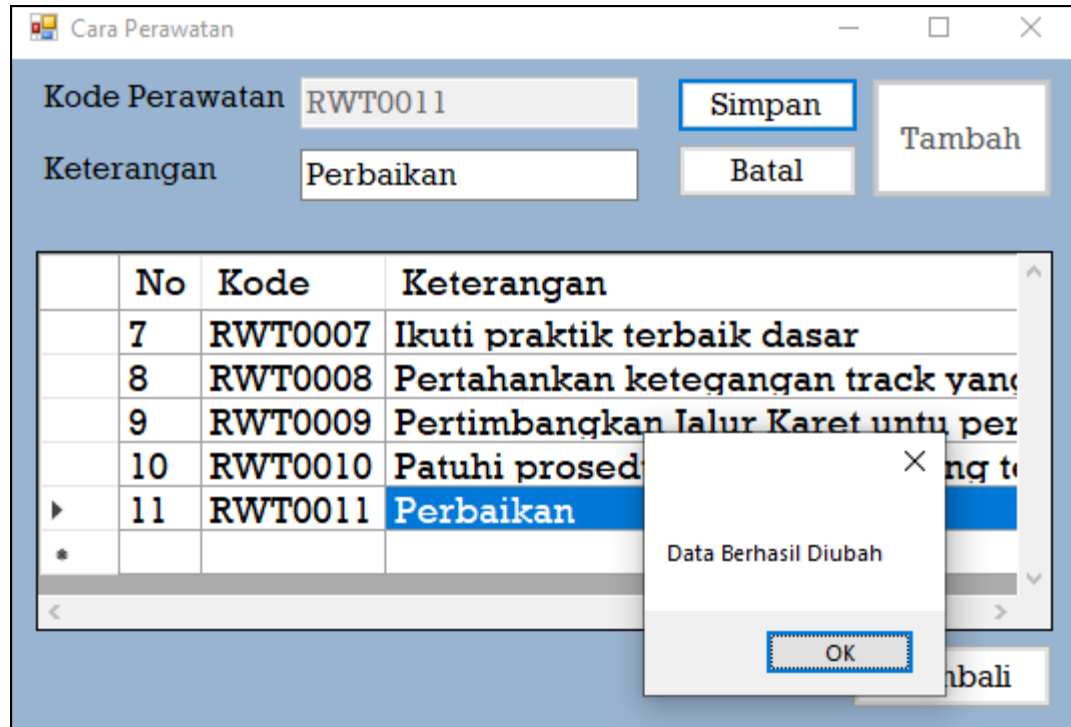 Cara Perawatan
Kode Perawatan RWT0011 Simpan
Tambah
Keterangan Perbaikan Batal
No Kode Keterangan
7 RWT0007 Ikuti praktik terbaik dasar
8 RWT0008 Pertahankan ketegangan track yang
9 RWT0009 Pertimbangkan Jalur Karet untu per
10 RWT0010 Patuhi prosed ng te
11 RWT0011 Perbaikan
Data Berhasil Diubah
OK
mbali